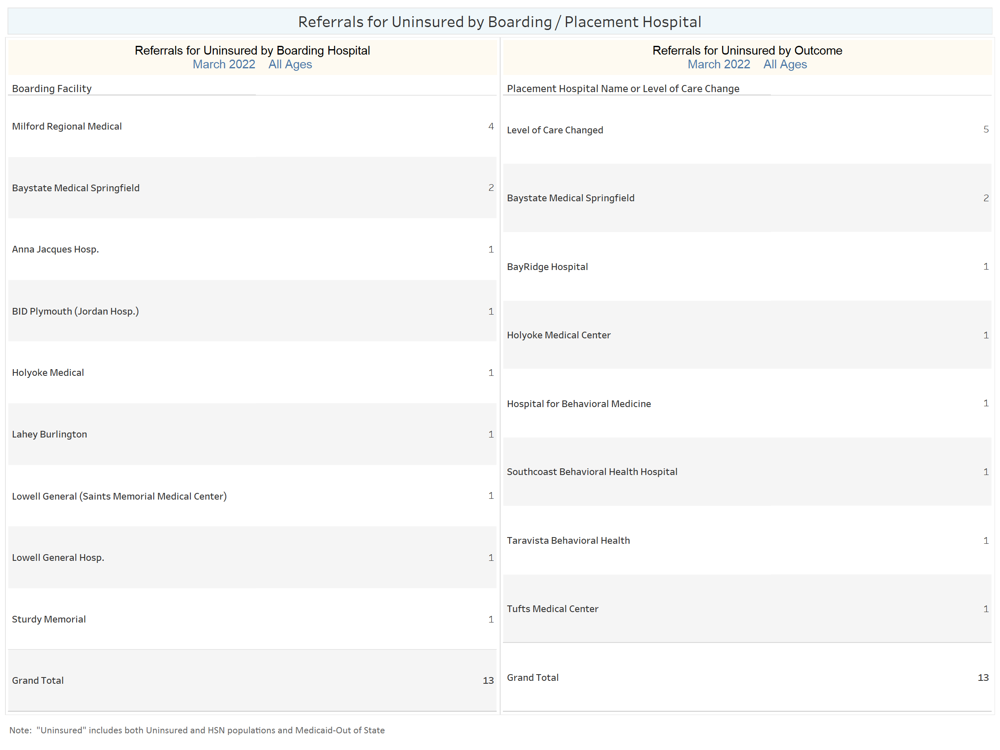 Referrals for Uninsured by Boarding / Placement Hospital
Referrals for Uninsured by Boarding Hospital
March 2022 All Ages
Boarding Facility
Milford Regional Medical 4
Baystate Medical Springfield 2
Anna Jacques Hosp. 1
BID Plymouth (Jordan Hosp.) 1
Holyoke Medical 1
Lahey Burlington 1
Lowell General (Saints Memorial Medical Center) 1
Lowell General Hosp. 1
Sturdy Memorial 1
Grand Total 13
Referrals for Uninsured by Outcome
March 2022 All Ages
Placement Hospital Name or Level of Care Change
Level of Care Changed 5
Baystate Medical Springfield 2
BayRidge Hospital 1
Holyoke Medical Center 1
Hospital for Behavioral Medicine 1
Southcoast Behavioral Health Hospital 1
Taravista Behavioral Health 1
Tufts Medical Center 1
Grand Total 13
Note: "Uninsured" includes both Uninsured and HSN populations and Medicaid-Out of State